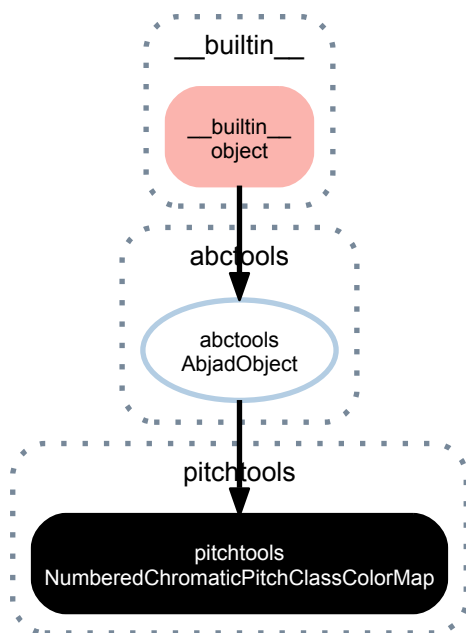 __builtin__
__builtin__
object
abctools
abctools
AbjadObject
pitchtools
pitchtools
NumberedChromaticPitchClassColorMap